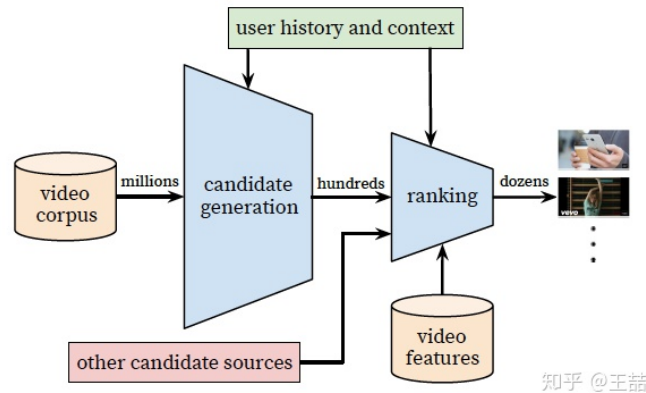 user history and context
video
corpus
millions
candidate
generation
hundreds
ranking
dozens
vevo
other candidate sources
video
features
知乎 @王喆